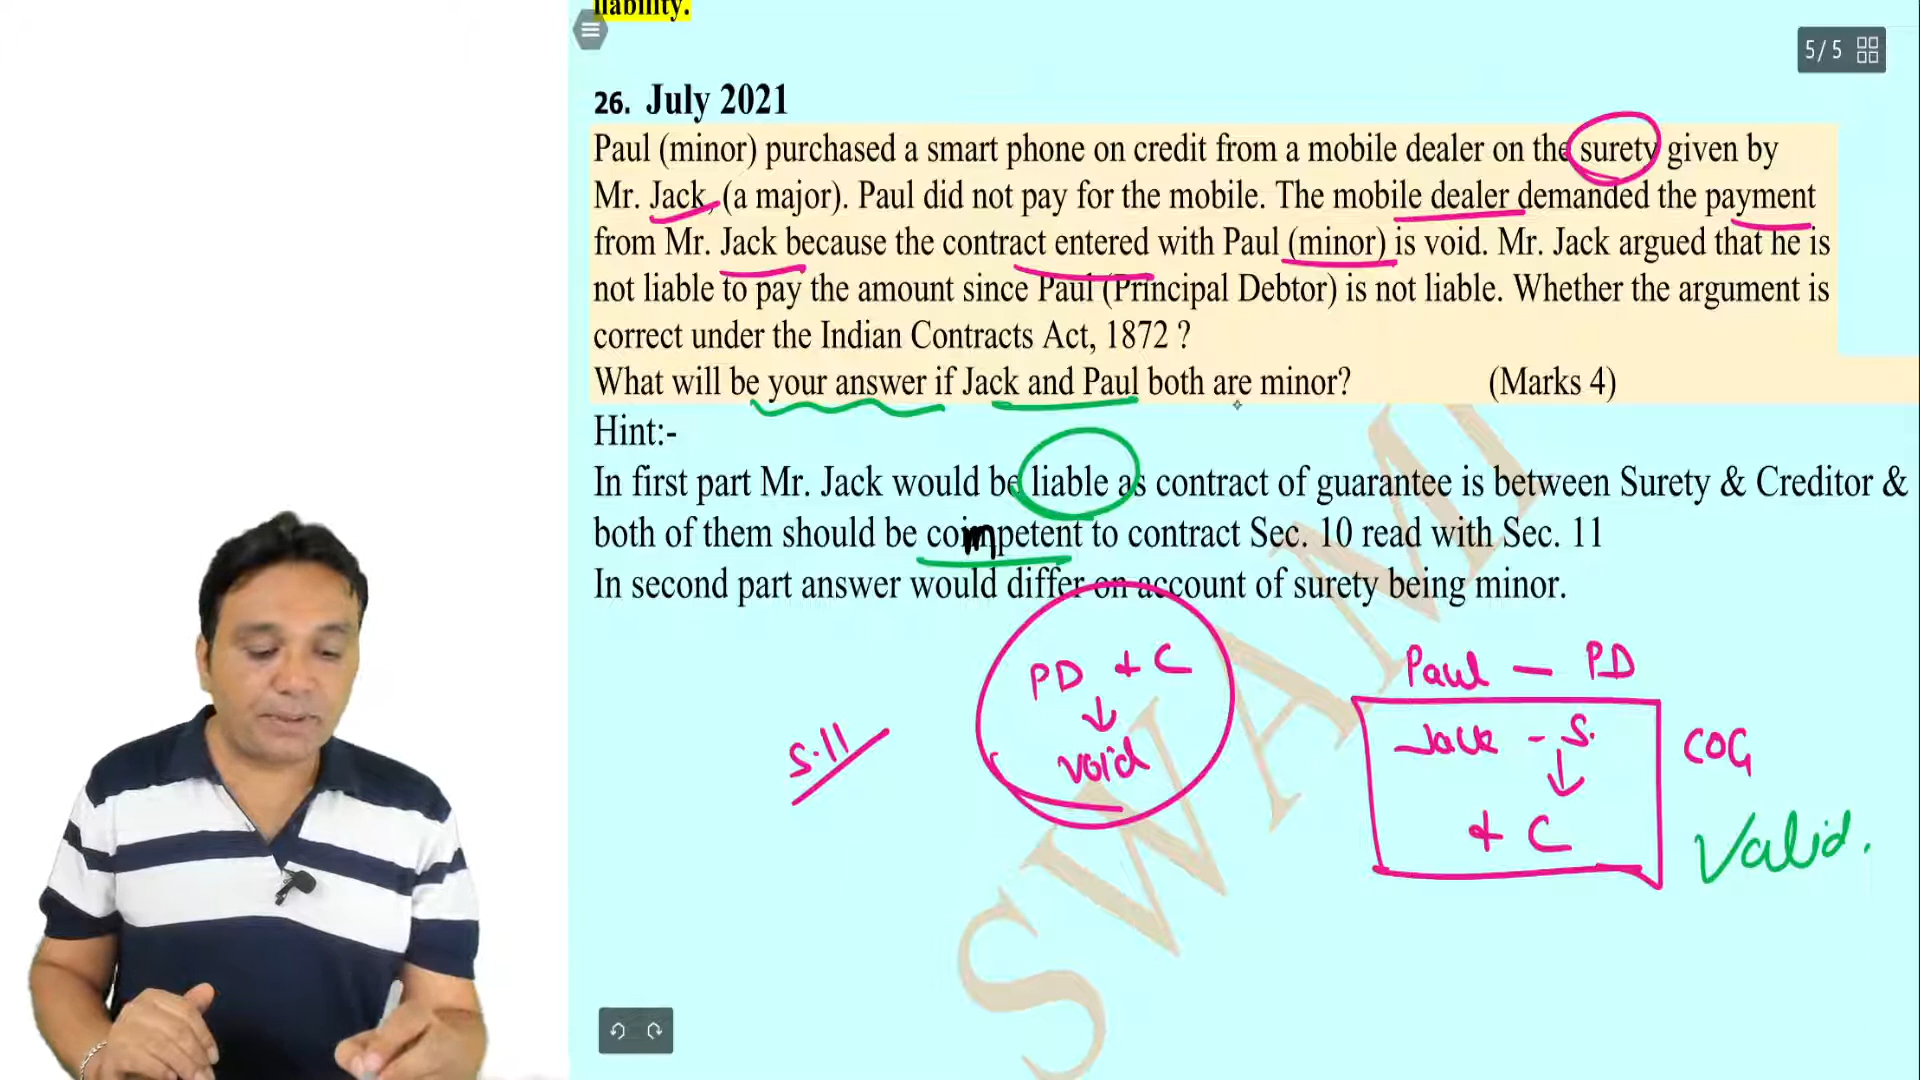 liability.
5/5
26. July 2021
Paul (minor) purchased a smart phone on credit from a mobile dealer on the surety given by
Mr. Jack, (a major). Paul did not pay for the mobile. The mobile dealer demanded the payment
from Mr. Jack because the contract entered with Paul (minor) is void. Mr. Jack argued that he is
not liable to pay the amount since Paul (Principal Debtor) is not liable. Whether the argument is
correct under the Indian Contracts Act, 1872 ?
What will be your answer if Jack and Paul both are minor? (Marks 4)
Hint:-
In first part Mr. Jack would be liable as contract of guarantee is between Surety & Creditor &
both of them should be coimpetent to contract Sec. 10 read with Sec. 11
In second part answer would differ on account of surety being minor.
PD + C
void
S.11
Paul — PD
Jack - S.
+ C
COG
Valid.
SWAMI